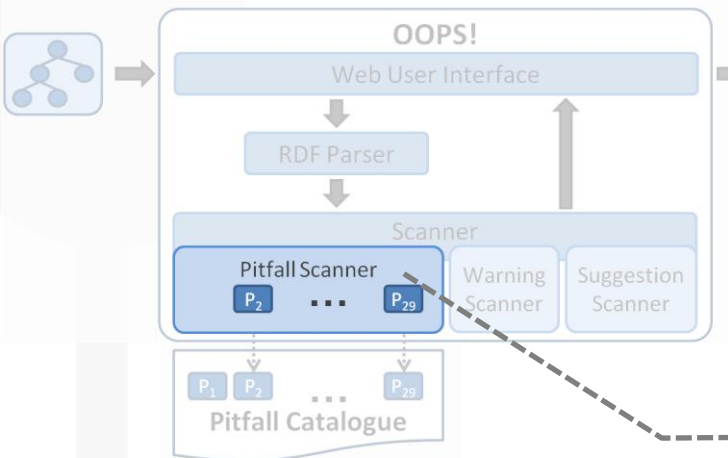 OOPS!
Web User Interface
RDF Parser
Scanner
Pitfall Scanner
P2 ... P29
Warning
Scanner
Suggestion
Scanner
P1 P2 ... P29
Pitfall Catalogue